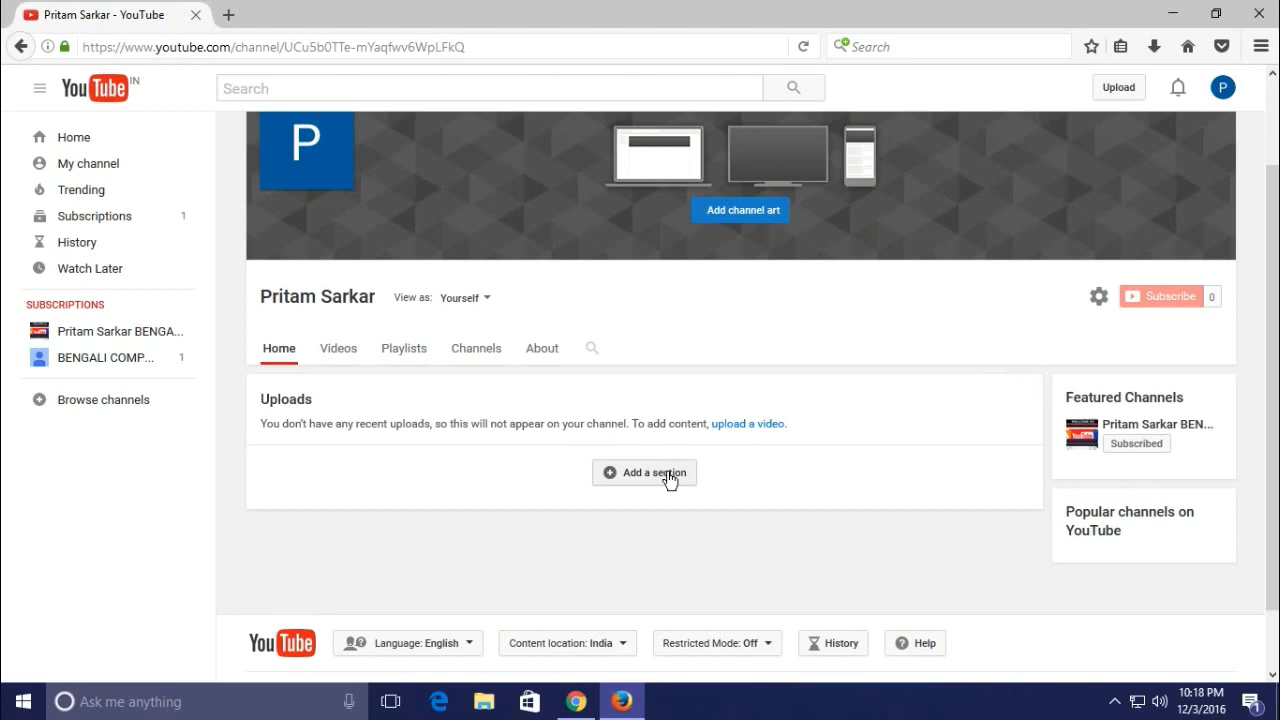 Pritam Sarkar - YouTube
https://www.youtube.com/channel/UCu5b0TTe-mYaqfwv6WpLFkQ
Search
YouTube IN
Search
Upload
P
Home
My channel
Trending
Subscriptions 1
History
Watch Later
SUBSCRIPTIONS
Pritam Sarkar BENGA...
BENGALI COMP... 1
Browse channels
P
Add channel art
Pritam Sarkar View as: Yourself
Subscribe 0
Home Videos Playlists Channels About
Uploads
You don't have any recent uploads, so this will not appear on your channel. To add content, upload a video.
Add a section
Featured Channels
Pritam Sarkar BEN...
Subscribed
Popular channels on
YouTube
YouTube Language: English Content location: India Restricted Mode: Off History Help
Ask me anything
10:18 PM
12/3/2016
1